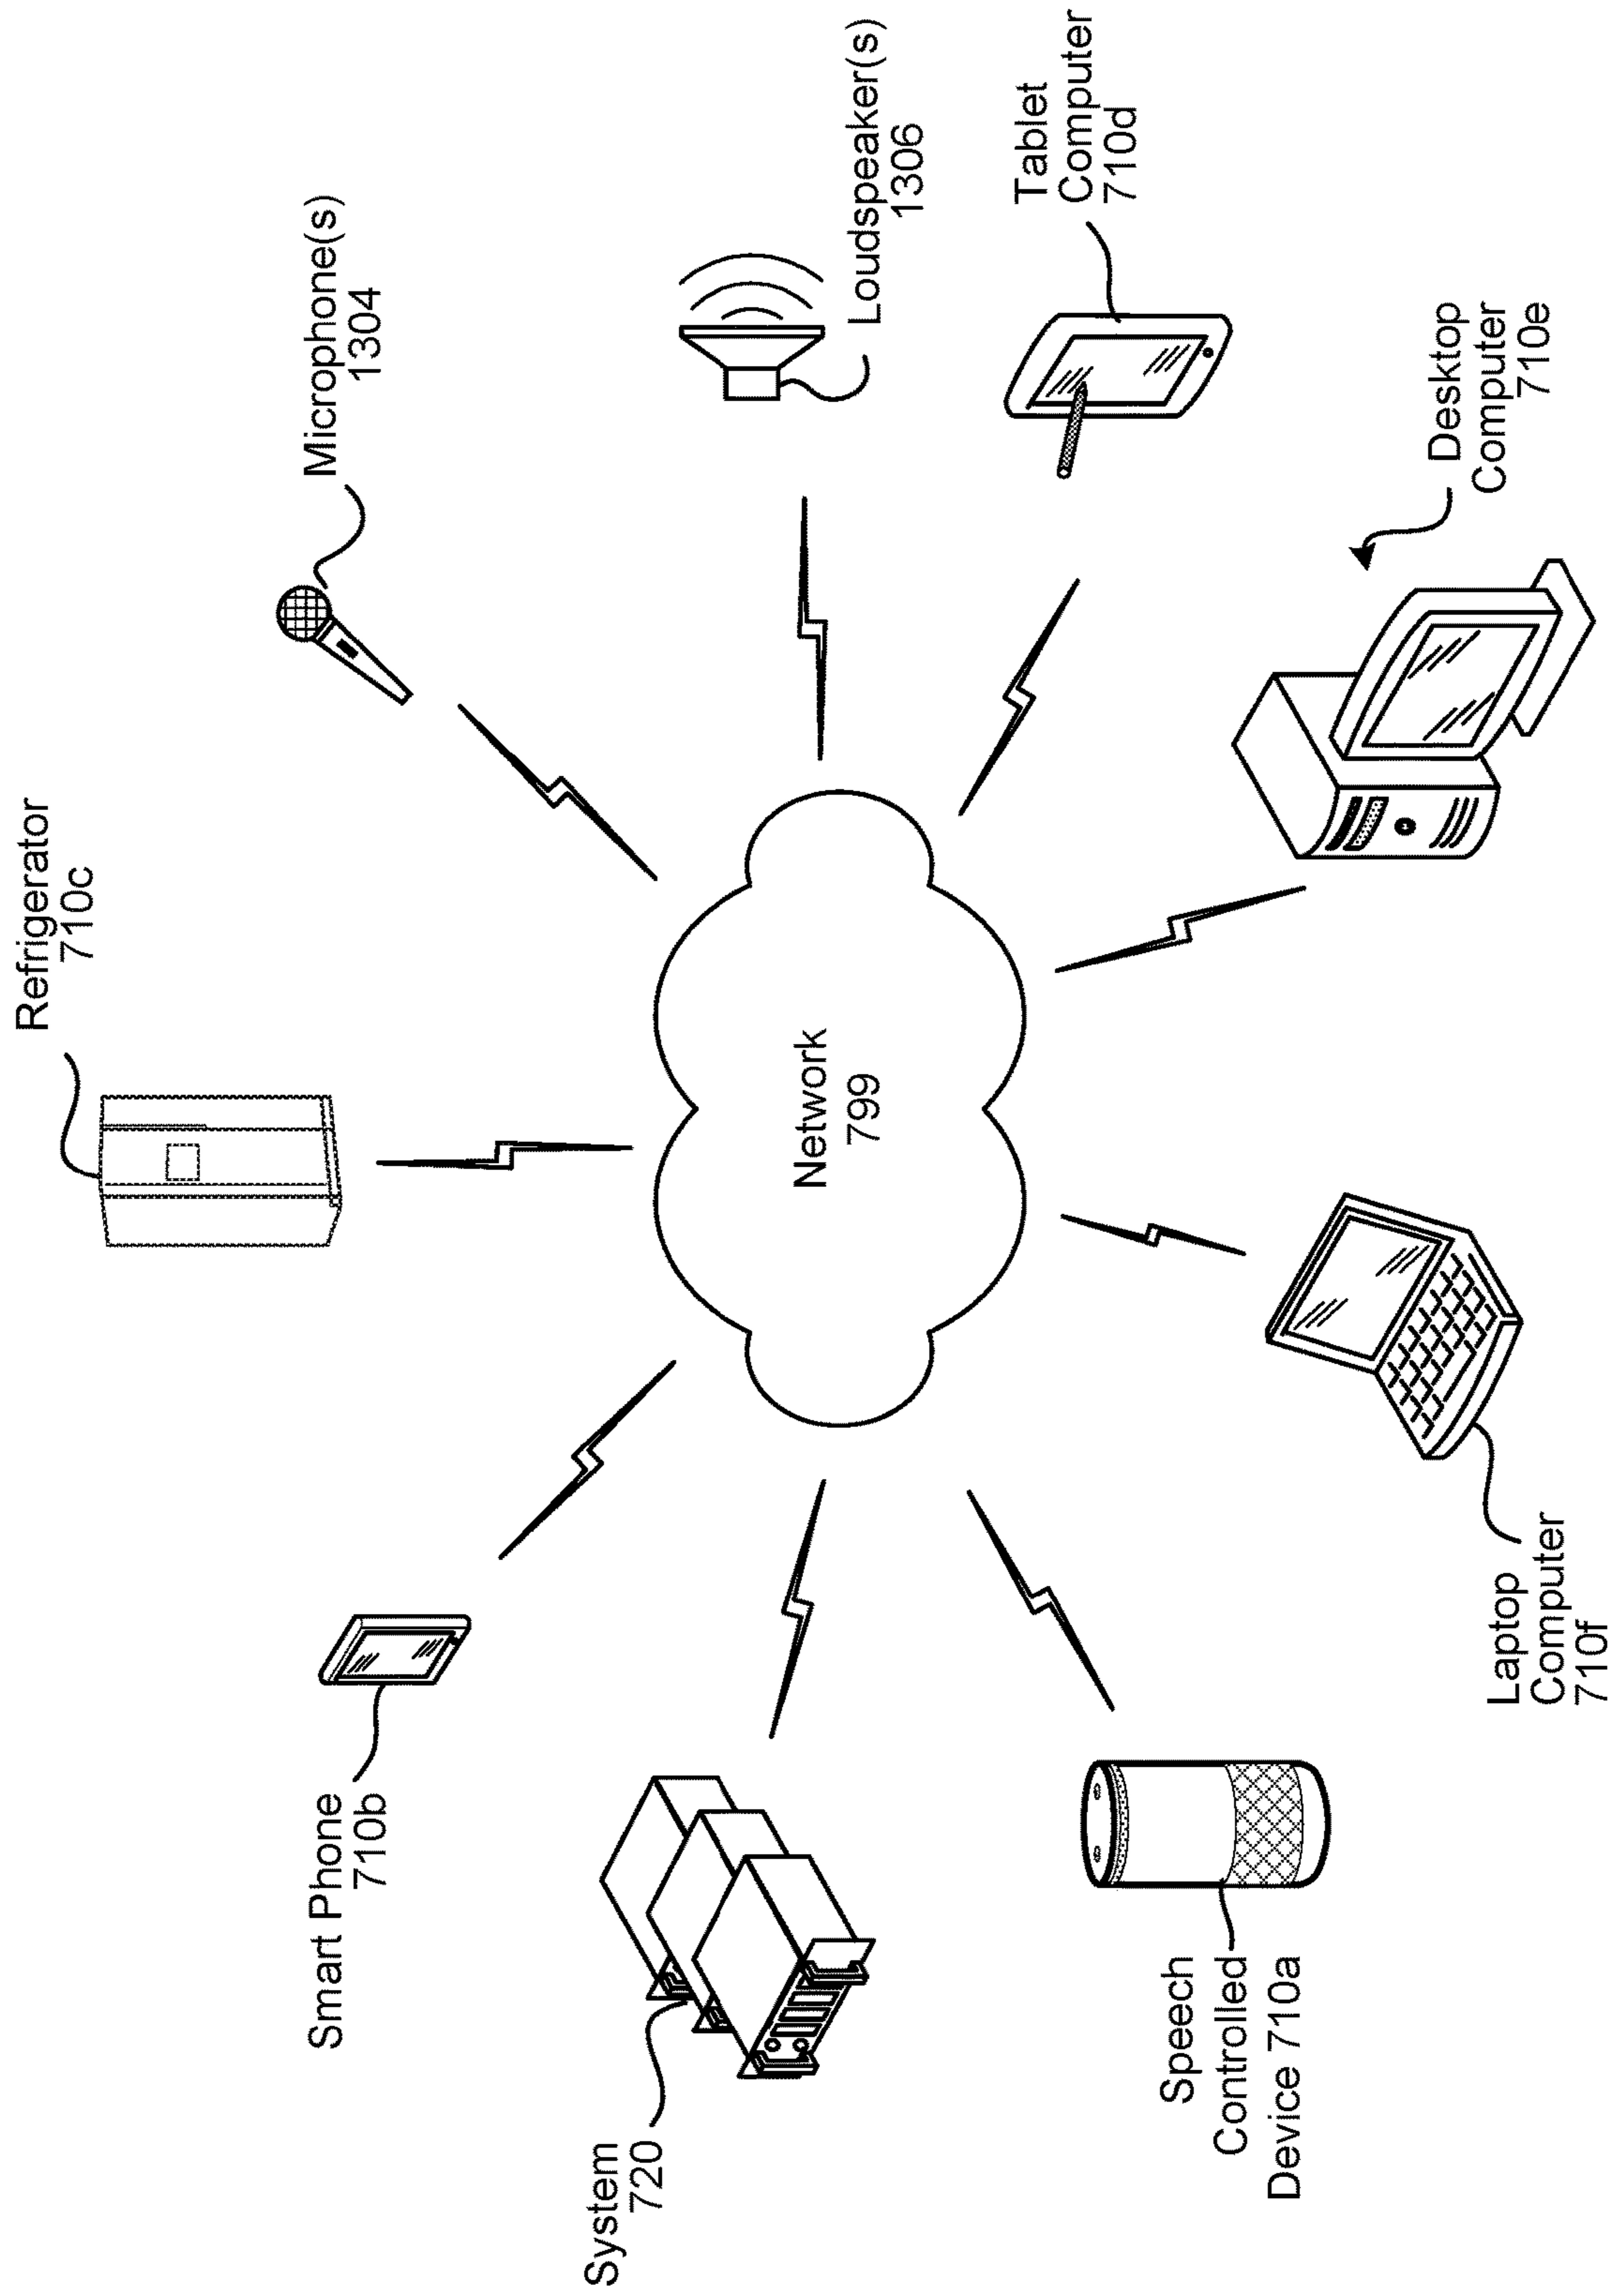 Refrigerator
710c
Microphone(s)
1304
Smart Phone
710b
System
720
Loudspeaker(s)
1306
Network
799
Tablet
Computer
710d
Speech
Controlled
Device 710a
Desktop
Computer
710e
Laptop
Computer
710f